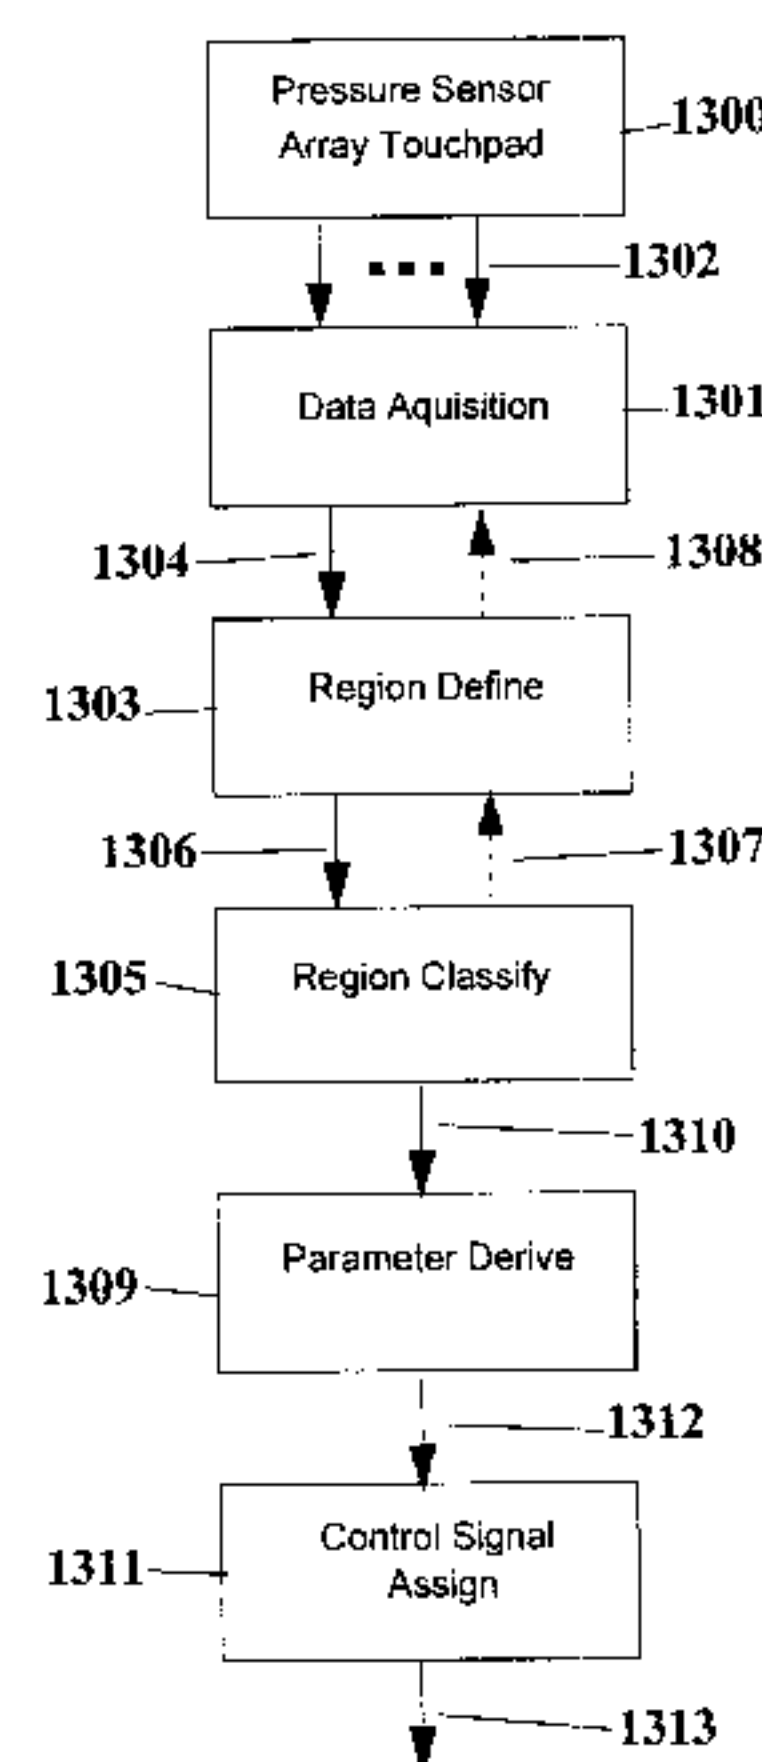 Pressure Sensor
Array Touchpad
1300
1302
Data Aquisition
1301
1304
1308
Region Define
1303
1306
1307
Region Classify
1305
1310
Parameter Derive
1309
1312
Control Signal
Assign
1311
1313